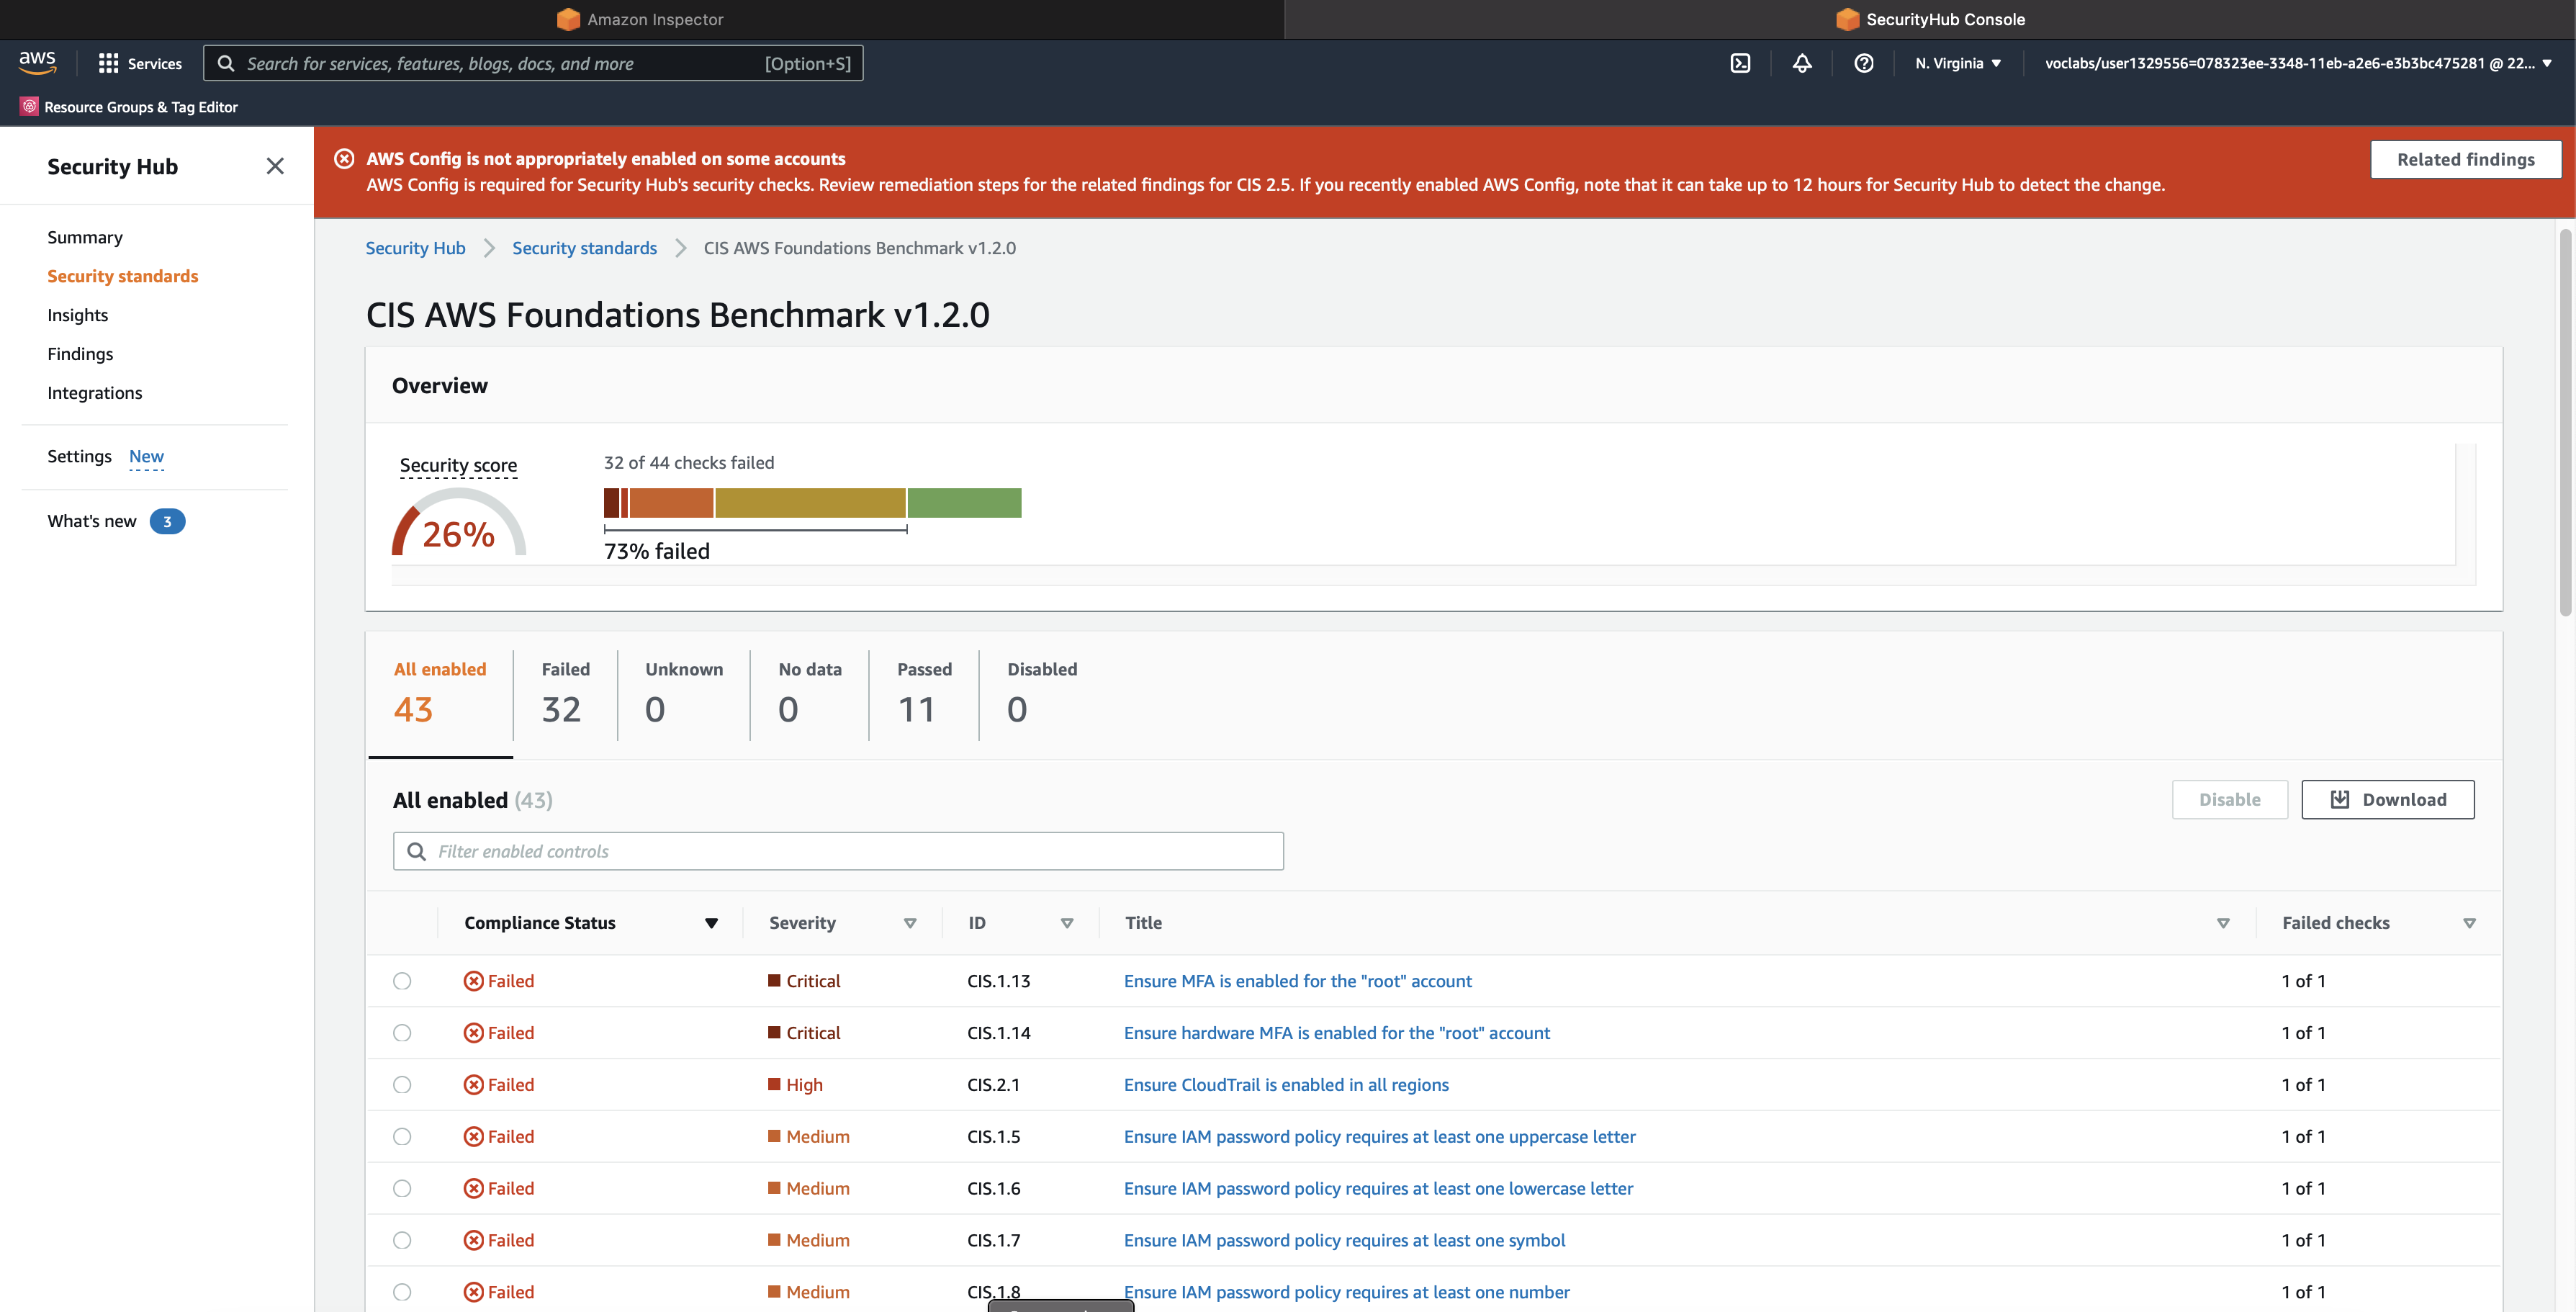 Amazon Inspector
SecurityHub Console
aws
Services
Search for services, features, blogs, docs, and more
[Option+S]
N. Virginia ▼
voclabs/user1329556=078323ee-3348-11eb-a2e6-e3b3bc475281 @ 22... ▼
Resource Groups & Tag Editor
Security Hub
Summary
Security standards
Insights
Findings
Integrations
Settings New
What's new 3
AWS Config is not appropriately enabled on some accounts
AWS Config is required for Security Hub's security checks. Review remediation steps for the related findings for CIS 2.5. If you recently enabled AWS Config, note that it can take up to 12 hours for Security Hub to detect the change.
Related findings
Security Hub
Security standards
CIS AWS Foundations Benchmark v1.2.0
CIS AWS Foundations Benchmark v1.2.0
Overview
Security score
26%
32 of 44 checks failed
73% failed
All enabled
43
Failed
32
Unknown
0
No data
0
Passed
11
Disabled
0
All enabled (43)
Disable
Download
Filter enabled controls
Compliance Status Severity ID Title Failed checks
Failed Critical CIS.1.13 Ensure MFA is enabled for the "root" account 1 of 1
Failed Critical CIS.1.14 Ensure hardware MFA is enabled for the "root" account 1 of 1
Failed High CIS.2.1 Ensure CloudTrail is enabled in all regions 1 of 1
Failed Medium CIS.1.5 Ensure IAM password policy requires at least one uppercase letter 1 of 1
Failed Medium CIS.1.6 Ensure IAM password policy requires at least one lowercase letter 1 of 1
Failed Medium CIS.1.7 Ensure IAM password policy requires at least one symbol 1 of 1
Failed Medium CIS.1.8 Ensure IAM password policy requires at least one number 1 of 1